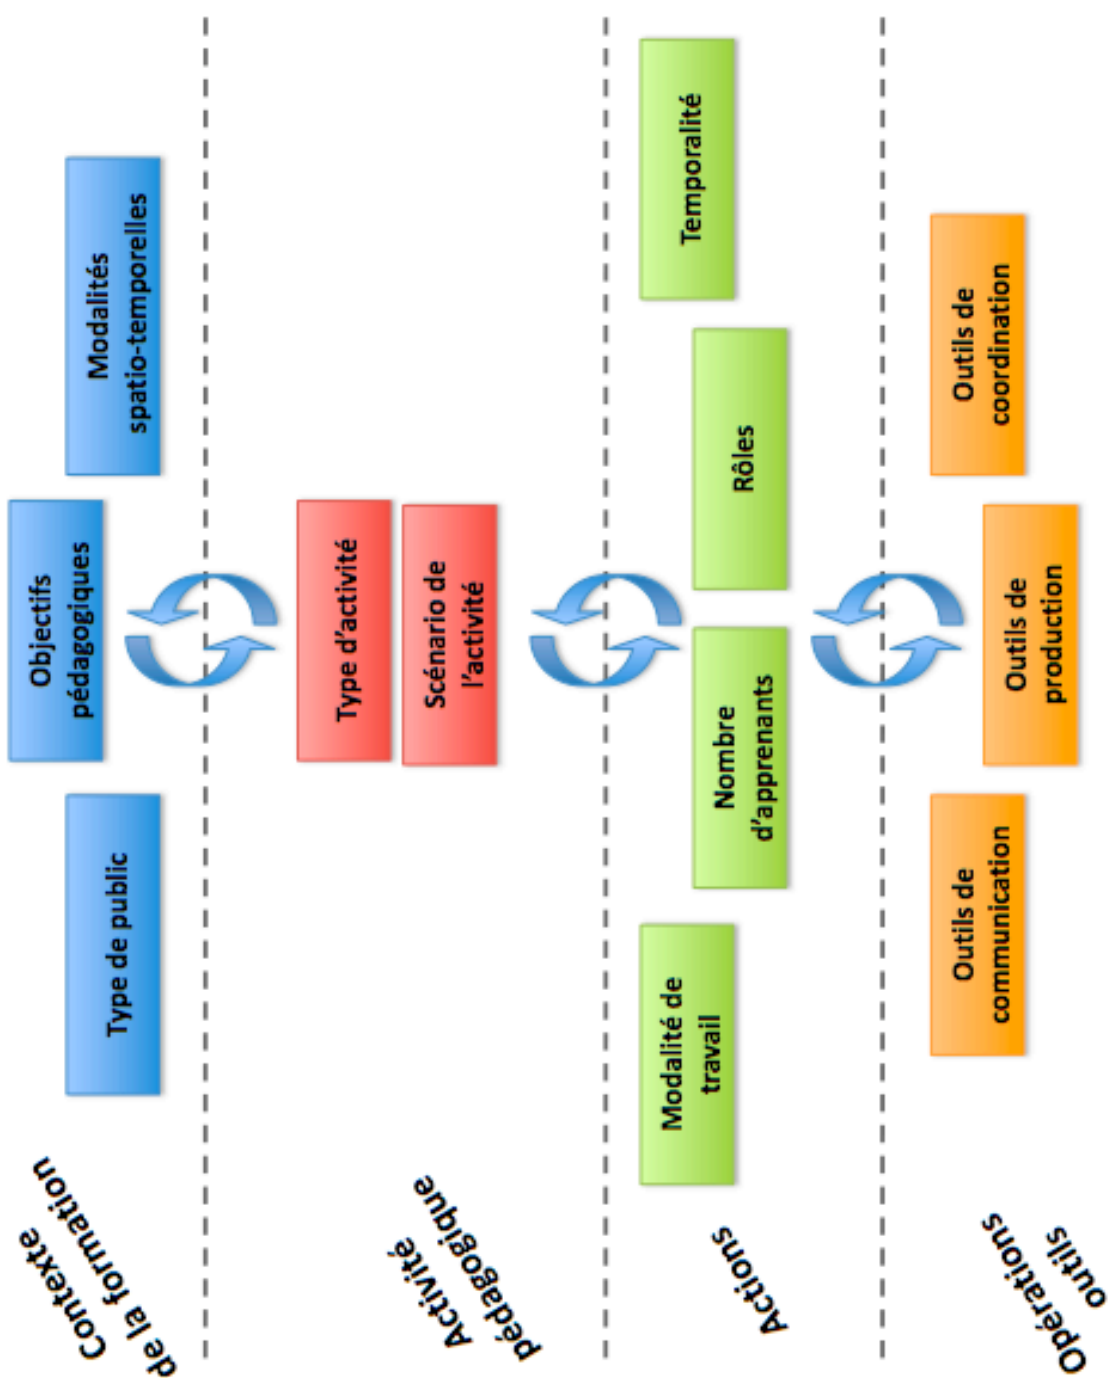 Contexte
de la formation
Type de public
Objectifs
pédagogiques
Modalités
spatio-temporelles
Activité
pédagogique
Type d'activité
Scénario de
l'activité
Actions
Modalité de
travail
Nombre
d'apprenants
Rôles
Temporalité
Opérations
outils
Outils de
communication
Outils de
production
Outils de
coordination